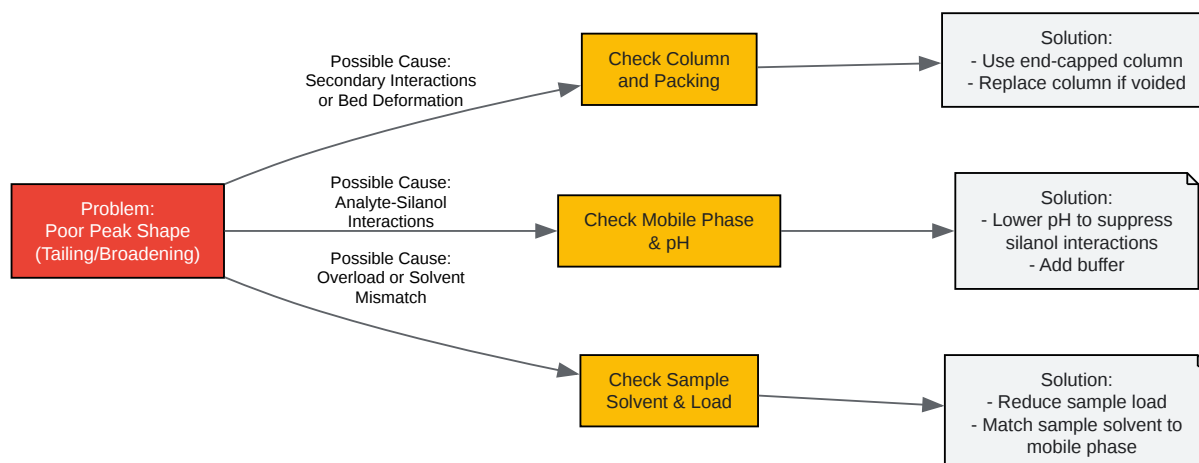 Problem:
Poor Peak Shape
(Tailing/Broadening)
Possible Cause:
Secondary Interactions
or Bed Deformation
Check Column
and Packing
Solution:
- Use end-capped column
- Replace column if voided
Possible Cause:
Analyte-Silanol
Interactions
Check Mobile Phase
& pH
Solution:
- Lower pH to suppress
silanol interactions
- Add buffer
Possible Cause:
Overload or Solvent
Mismatch
Check Sample
Solvent & Load
Solution:
- Reduce sample load
- Match sample solvent to
mobile phase